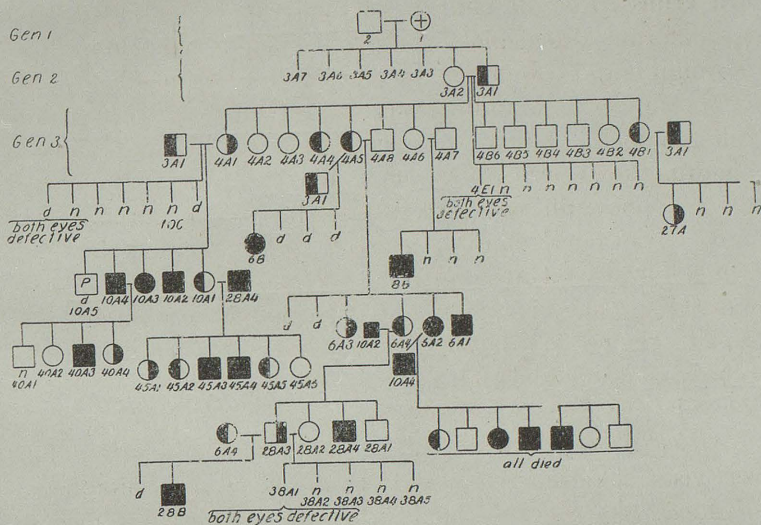 Gen 1
2 1
3A7 3A6 3A5 3A4 3A3
Gen 2
3A2 3A1
Gen 3
3A1 4A1 4A2 4A3 4A4 4A5 4A8 4A6 4A7 4B6 4B5 4B4 4B3 4B2 4B1 3A1
3A1
4E1 n n n n n n n
both eyes defective
d n n n n n d
10C
both eyes defective
27A n n n
6B d d d
8B n n n
P
d
10A5 10A4 10A3 10A2 10A1 28A4
d d
6A3 10A2 6A4 6A2 6A1
10A4
n
40A1 40A2 40A3 40A4
45A1 45A2 45A3 45A4 45A5 45A6
6A4 28A3 28A2 28A4 28A1
all died
d 28B
38A1 n n n n
38A2 38A3 38A4 38A5
both eyes defective